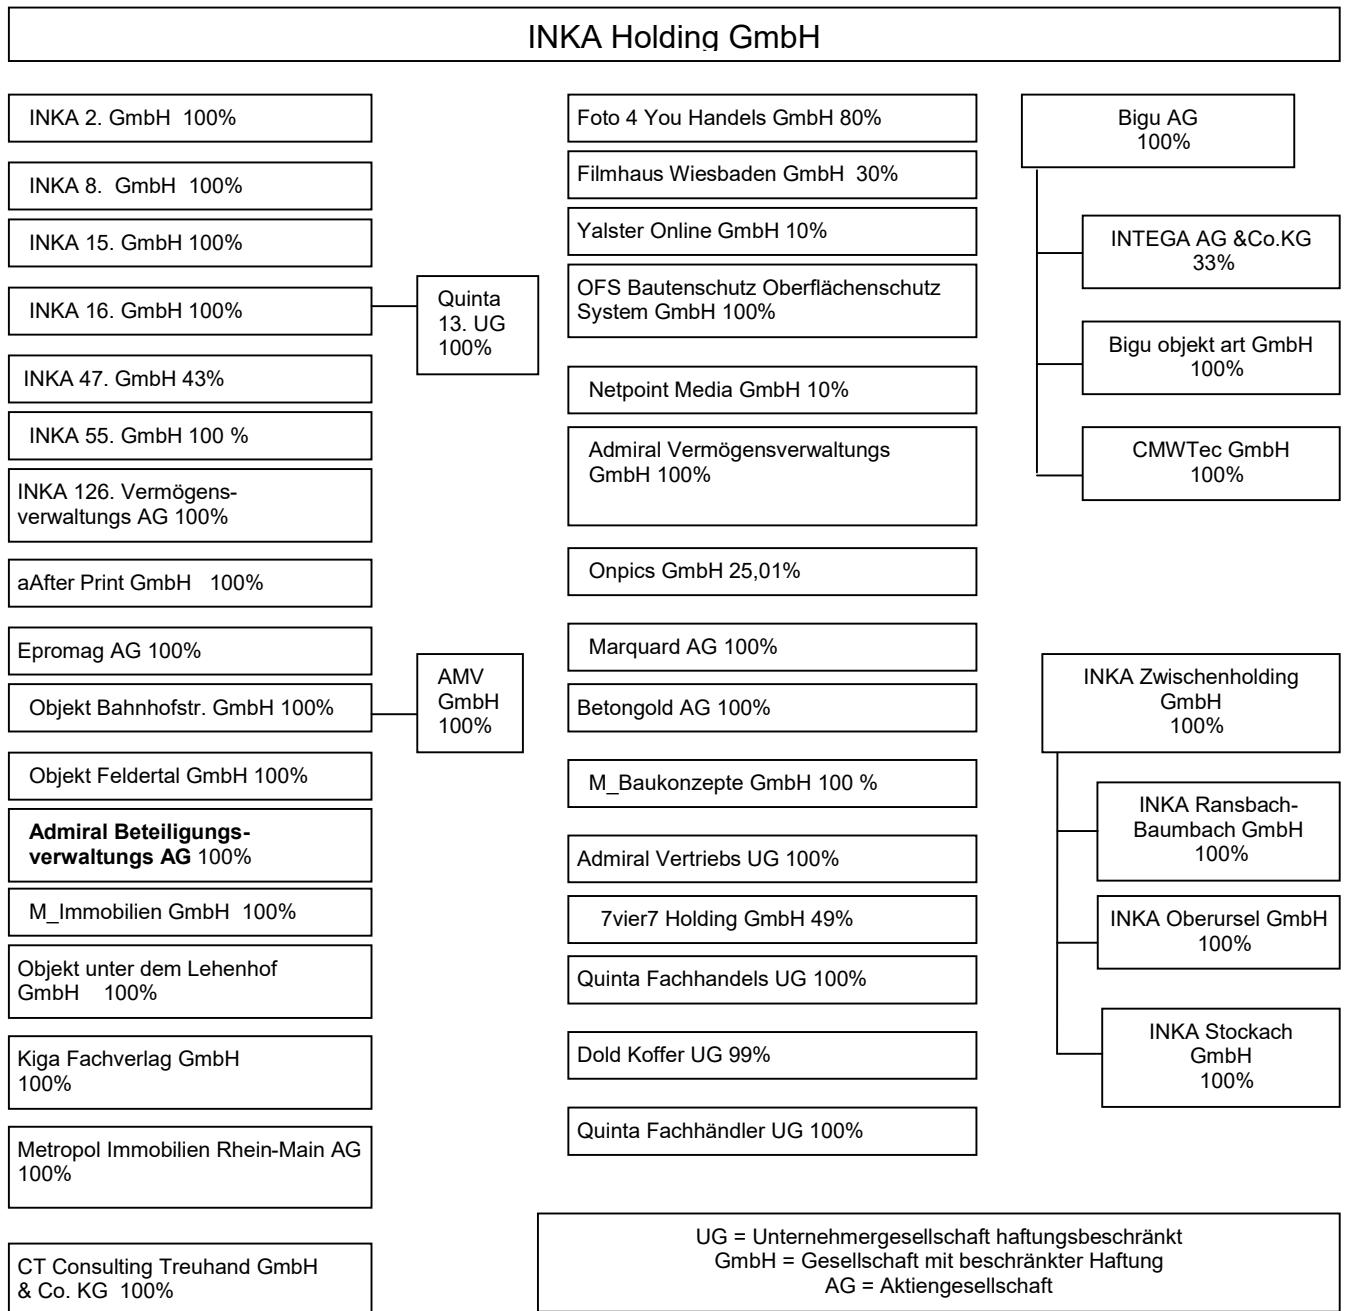 INKA Holding GmbH
INKA 2. GmbH 100%
INKA 8. GmbH 100%
INKA 15. GmbH 100%
INKA 16. GmbH 100%
Quinta
13. UG
100%
INKA 47. GmbH 43%
INKA 55. GmbH 100 %
INKA 126. Vermögens-
verwaltungs AG 100%
aAfter Print GmbH 100%
Epromag AG 100%
Objekt Bahnhofstr. GmbH 100%
AMV
GmbH
100%
Objekt Feldertal GmbH 100%
Admiral Beteiligungs-
verwaltungs AG 100%
M_Immobilien GmbH 100%
Objekt unter dem Lehenhof
GmbH 100%
Kiga Fachverlag GmbH
100%
Metropol Immobilien Rhein-Main AG
100%
CT Consulting Treuhand GmbH
& Co. KG 100%
Foto 4 You Handels GmbH 80%
Filmhaus Wiesbaden GmbH 30%
Yalster Online GmbH 10%
OFS Bautenschutz Oberflächenschutz
System GmbH 100%
Netpoint Media GmbH 10%
Admiral Vermögensverwaltungs
GmbH 100%
Onpics GmbH 25,01%
Marquard AG 100%
Betongold AG 100%
M_Baukonzepte GmbH 100 %
Admiral Vertriebs UG 100%
7vier7 Holding GmbH 49%
Quinta Fachhandels UG 100%
Dold Koffer UG 99%
Quinta Fachhändler UG 100%
Bigu AG
100%
INTEGA AG &Co.KG
33%
Bigu objekt art GmbH
100%
CMWTec GmbH
100%
INKA Zwischenholding
GmbH
100%
INKA Ransbach-
Baumbach GmbH
100%
INKA Oberursel GmbH
100%
INKA Stockach
GmbH
100%
UG = Unternehmergesellschaft haftungsbeschränkt
GmbH = Gesellschaft mit beschränkter Haftung
AG = Aktiengesellschaft